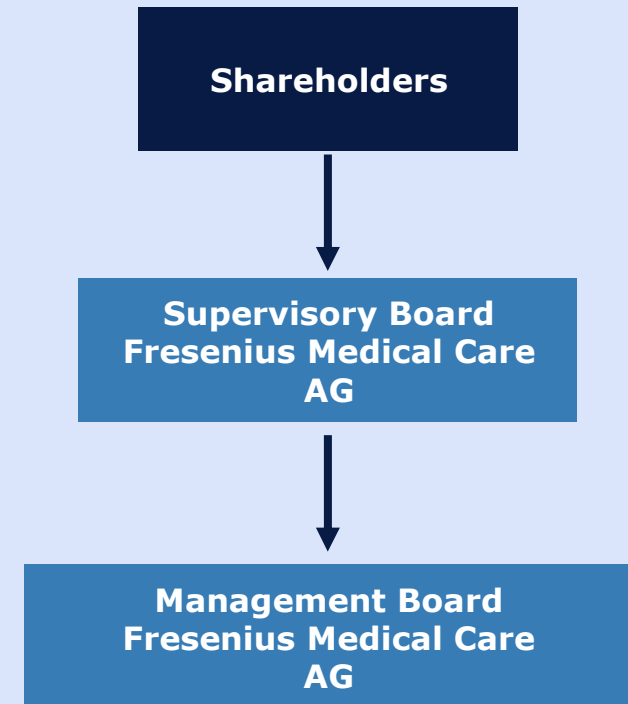 Shareholders
Supervisory Board
Fresenius Medical Care
AG
Management Board
Fresenius Medical Care
AG